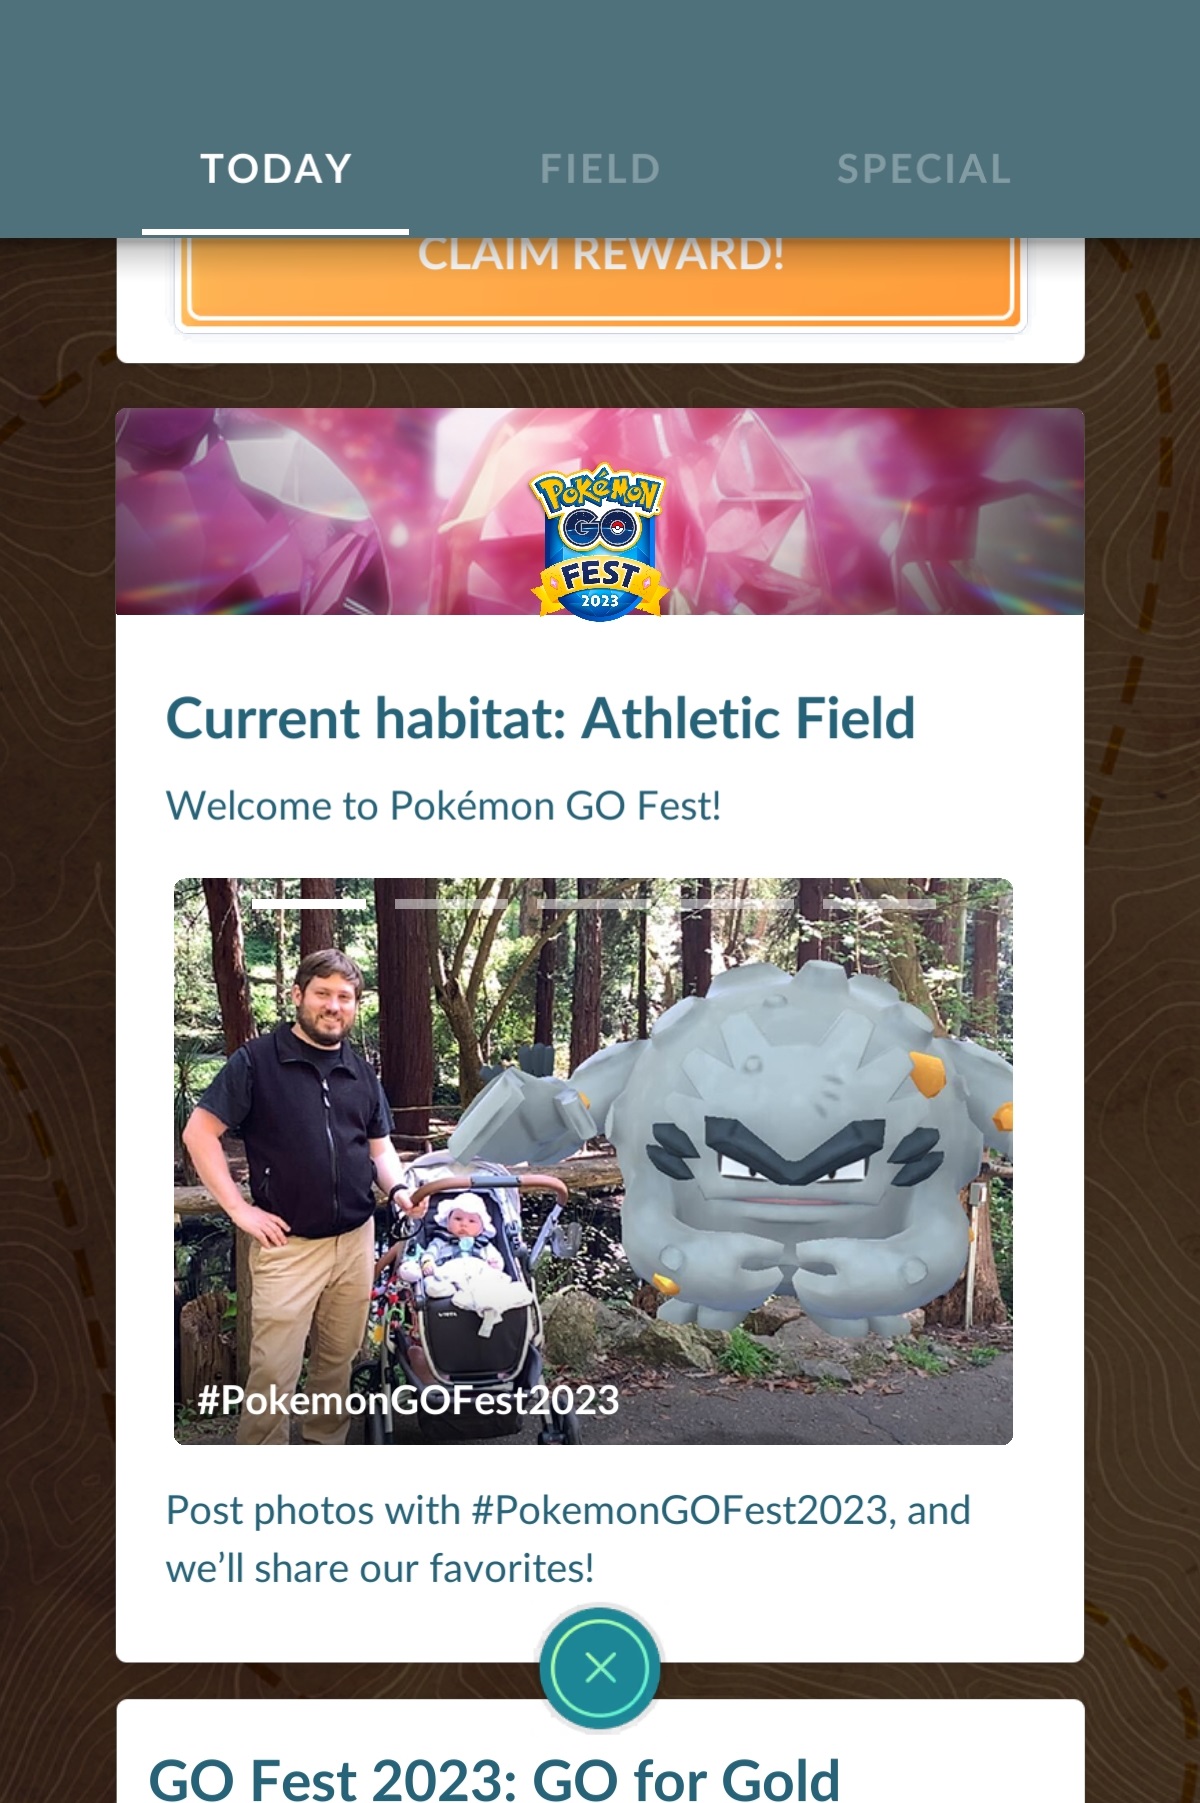 TODAY
FIELD
SPECIAL
CLAIM REWARD!
POKéMON
GO
FEST
2023
Current habitat: Athletic Field
Welcome to Pokémon GO Fest!
#PokemonGOFest2023
Post photos with #PokemonGOFest2023, and
we’ll share our favorites!
GO Fest 2023: GO for Gold